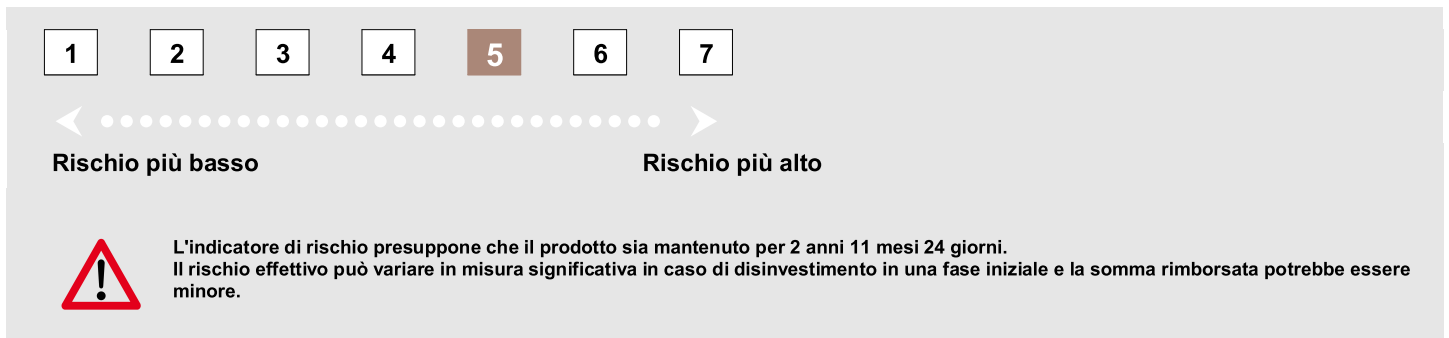 1 2 3 4 5 6 7
Rischio più basso Rischio più alto
L'indicatore di rischio presuppone che il prodotto sia mantenuto per 2 anni 11 mesi 24 giorni.
Il rischio effettivo può variare in misura significativa in caso di disinvestimento in una fase iniziale e la somma rimborsata potrebbe essere
minore.